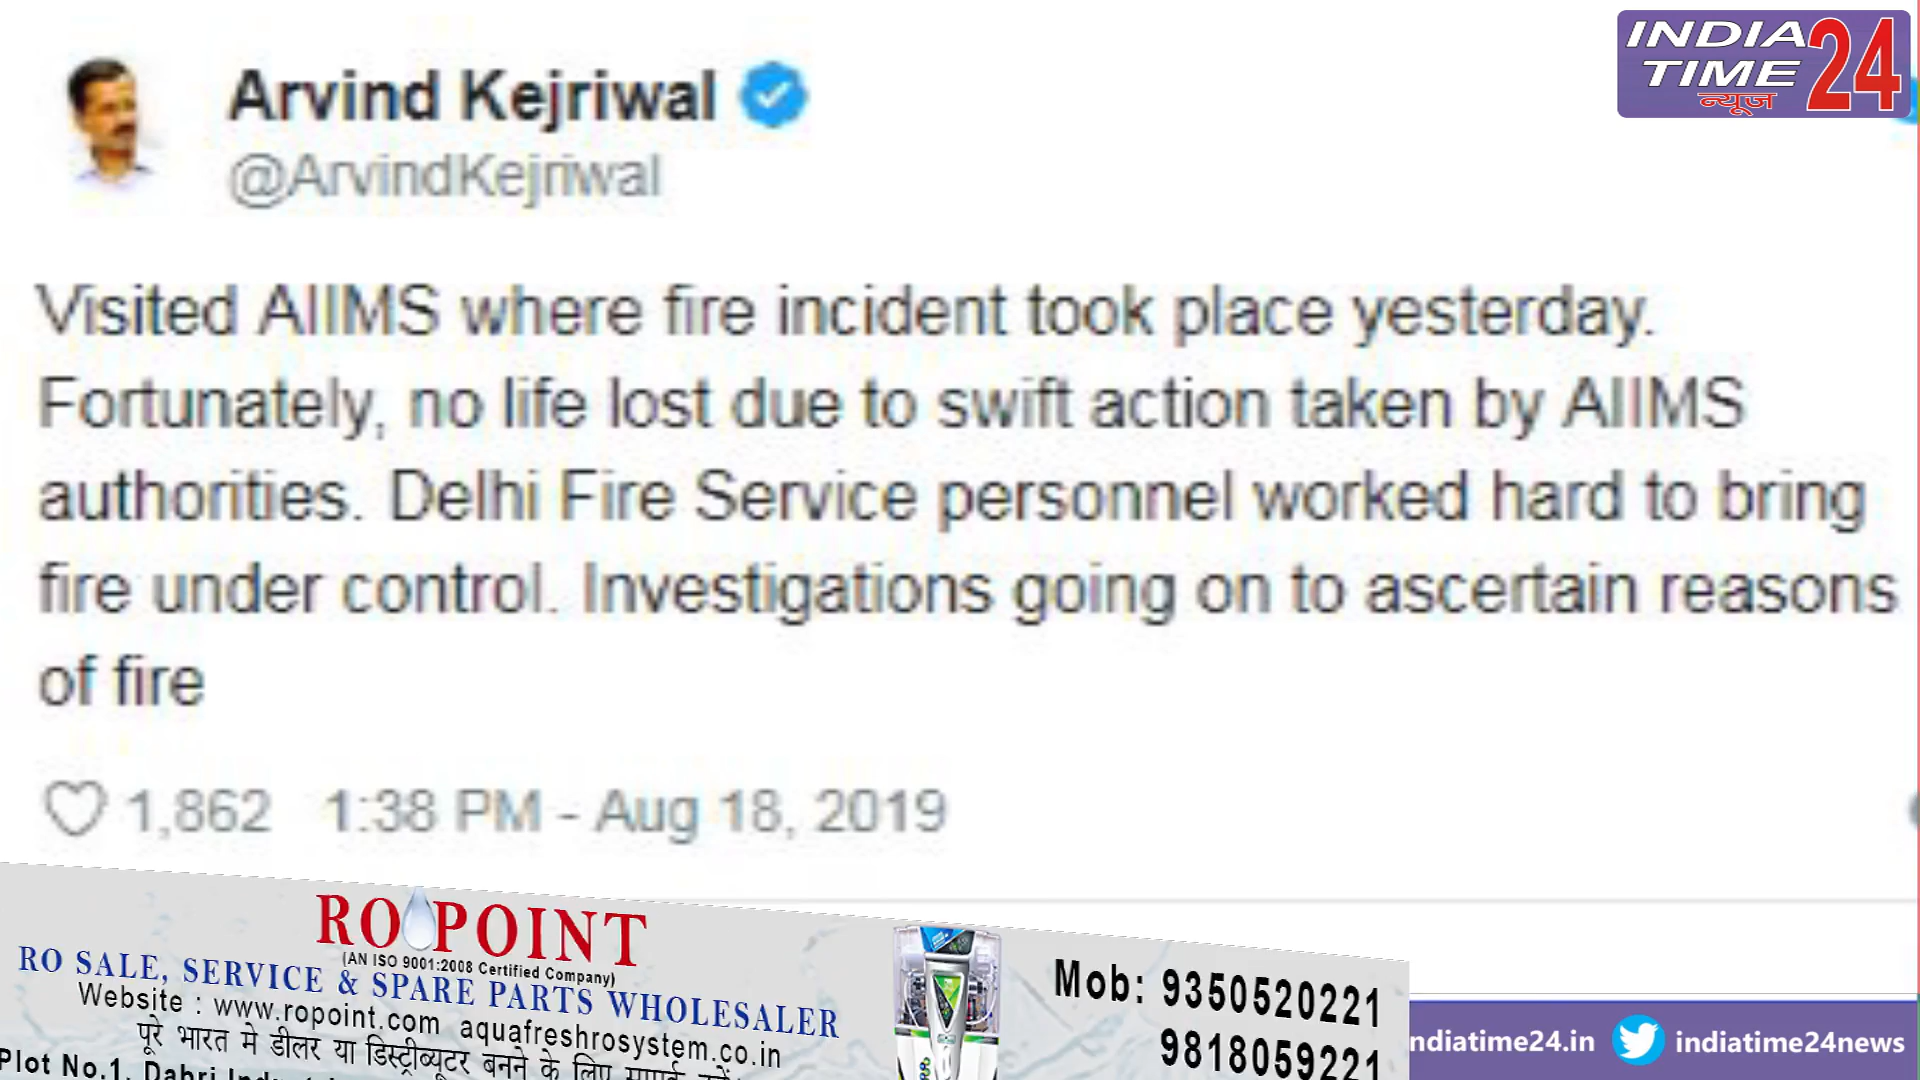 INDIA
TIME
न्यूज
24
Arvind Kejriwal
@ArvindKejriwal
Visited AIIMS where fire incident took place yesterday.
Fortunately, no life lost due to swift action taken by AIIMS
authorities. Delhi Fire Service personnel worked hard to bring
fire under control. Investigations going on to ascertain reasons
of fire
1,862 1:38 PM - Aug 18, 2019
RO POINT
(AN ISO 9001:2008 Certified Company)
RO SALE, SERVICE & SPARE PARTS WHOLESALER
Website : www.ropoint.com aquafreshrosystem.co.in
पूरे भारत मे डीलर या डिस्ट्रीब्यूटर बनने के लिए
Plot No.1, Dahri
Mob: 9350520221
9818059221
ndiatime24.in indiatime24news